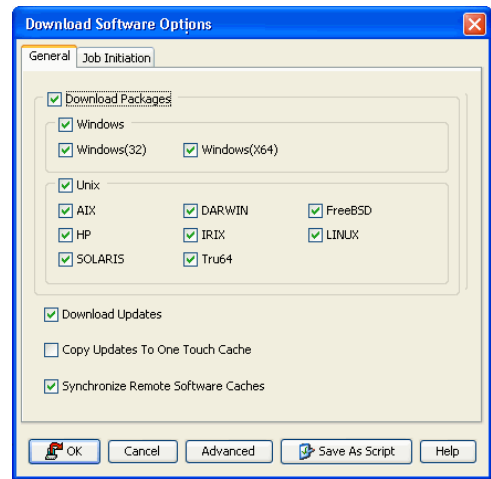 Download Software Options
General Job Initiation
Download Packages
Windows
Windows(32) Windows(X64)
Unix
AIX DARWIN FreeBSD
HP IRIX LINUX
SOLARIS Tru64
Download Updates
Copy Updates To One Touch Cache
Synchronize Remote Software Caches
OK Cancel Advanced Save As Script Help